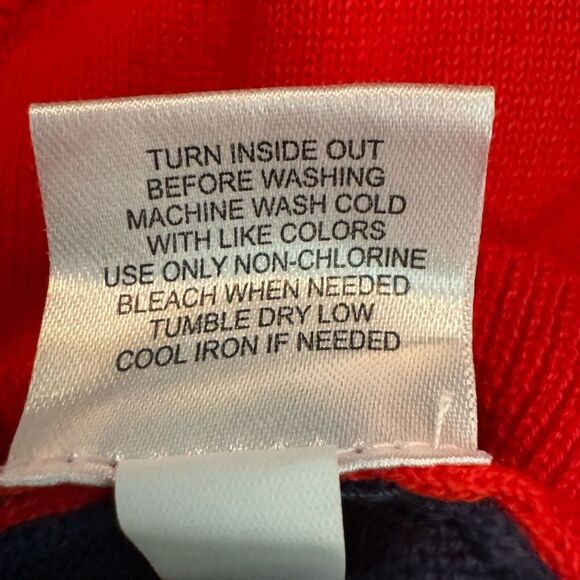 TURN INSIDE OUT
BEFORE WASHING
MACHINE WASH COLD
WITH LIKE COLORS
USE ONLY NON-CHLORINE
BLEACH WHEN NEEDED
TUMBLE DRY LOW
COOL IRON IF NEEDED